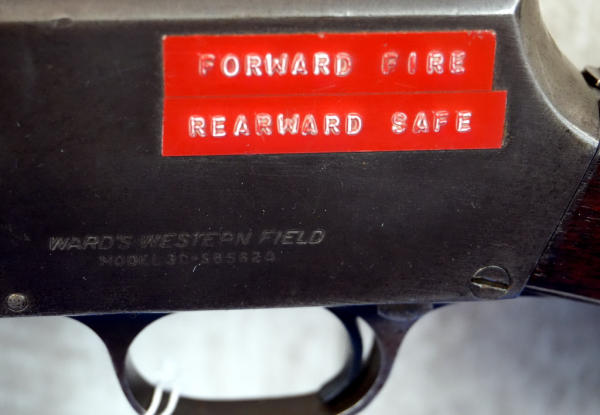 FORWARD FIRE
REARWARD SAFE
WARD'S WESTERN FIELD
MODEL